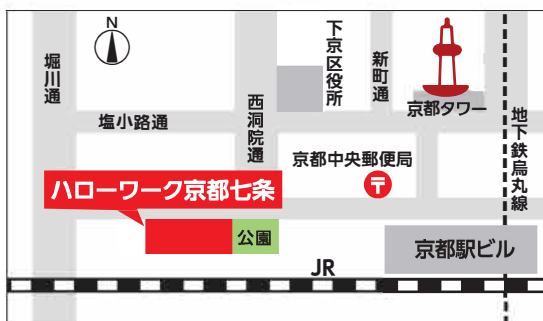 N
堀川通
下京区役所
新町通
京都タワー
地下鉄烏丸線
塩小路通
西洞院通
京都中央郵便局
〒
ハローワーク京都七条
公園
京都駅ビル
JR